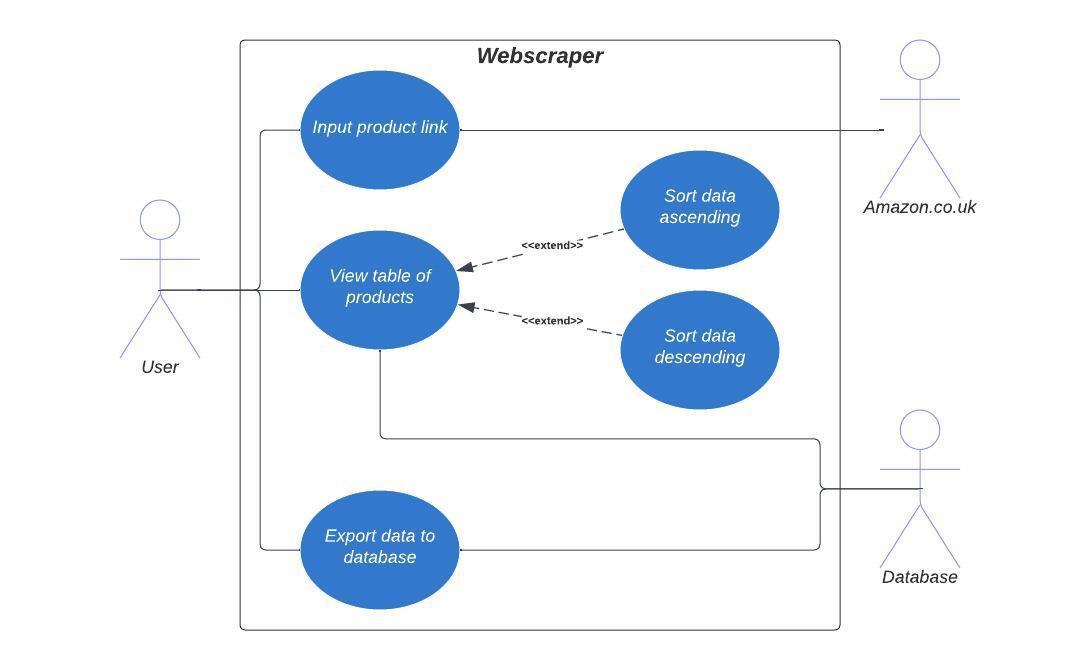 Webscraper
Input product link
Sort data
ascending
Amazon.co.uk
<<extend>>
View table of
products
<<extend>>
Sort data
descending
User
Export data to
database
Database